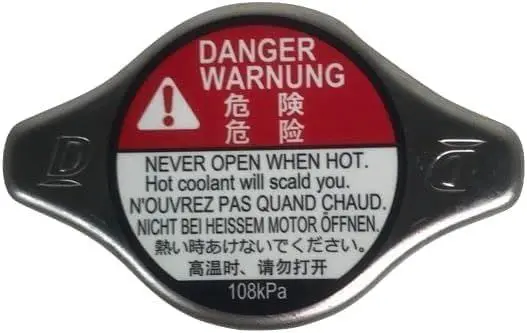 DANGER
WARNUNG
危険
危险
D D
NEVER OPEN WHEN HOT.
Hot coolant will scald you.
N'OUVREZ PAS QUAND CHAUD.
NICHT BEI HEISSEM MOTOR ÖFFNEN.
熱い時あけないでください。
高温时、请勿打开
108kPa